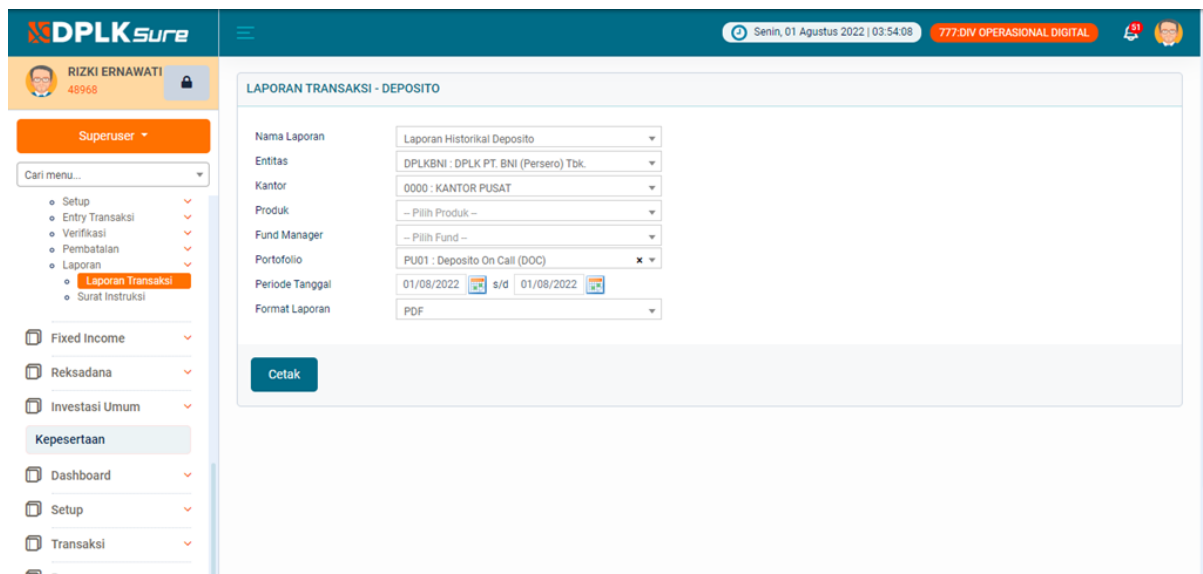 DPLKSure
Senin, 01 Agustus 2022 | 03:54:08
777:DIV OPERASIONAL DIGITAL
51
RIZKI ERNAWATI
48968
Superuser
Cari menu...
Setup
Entry Transaksi
Verifikasi
Pembatalan
Laporan
Laporan Transaksi
Surat Instruksi
Fixed Income
Reksadana
Investasi Umum
Kepesertaan
Dashboard
Setup
Transaksi
LAPORAN TRANSAKSI - DEPOSITO
Nama Laporan Laporan Historikal Deposito
Entitas DPLKBNI : DPLK PT. BNI (Persero) Tbk.
Kantor 0000 : KANTOR PUSAT
Produk -- Pilih Produk --
Fund Manager -- Pilih Fund --
Portofolio PU01 : Deposito On Call (DOC) x
Periode Tanggal 01/08/2022 s/d 01/08/2022
Format Laporan PDF
Cetak